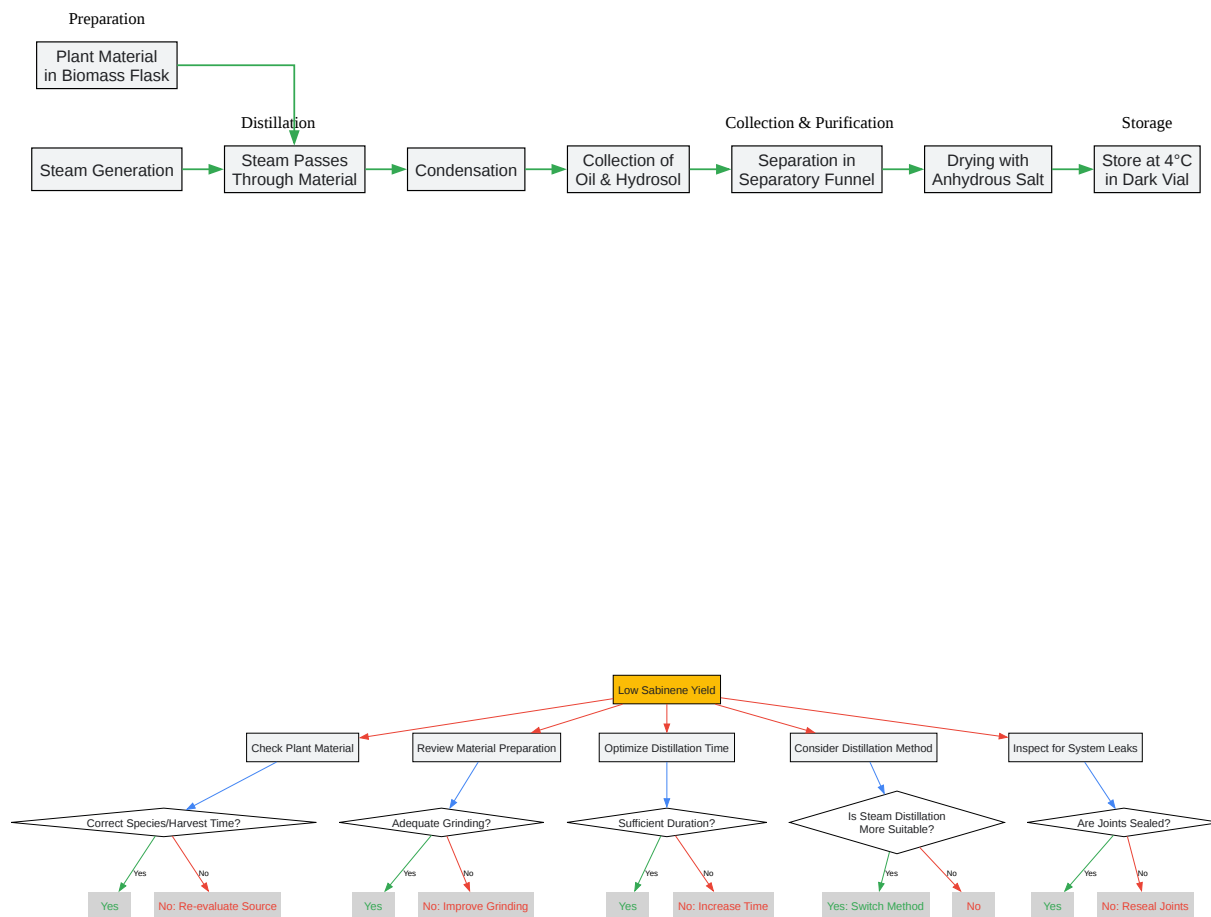 Preparation
Plant Material
in Biomass Flask
Distillation
Collection & Purification
Storage
Steam Generation
Steam Passes
Through Material
Condensation
Collection of
Oil & Hydrosol
Separation in
Separatory Funnel
Drying with
Anhydrous Salt
Store at 4°C
in Dark Vial
Low Sabinene Yield
Check Plant Material
Review Material Preparation
Optimize Distillation Time
Consider Distillation Method
Inspect for System Leaks
Correct Species/Harvest Time?
Adequate Grinding?
Sufficient Duration?
Is Steam Distillation
More Suitable?
Are Joints Sealed?
Yes
No
Yes
No
Yes
No
Yes
No
Yes
No
Yes
No: Re-evaluate Source
Yes
No: Improve Grinding
Yes
No: Increase Time
Yes: Switch Method
No
Yes
No: Reseal Joints